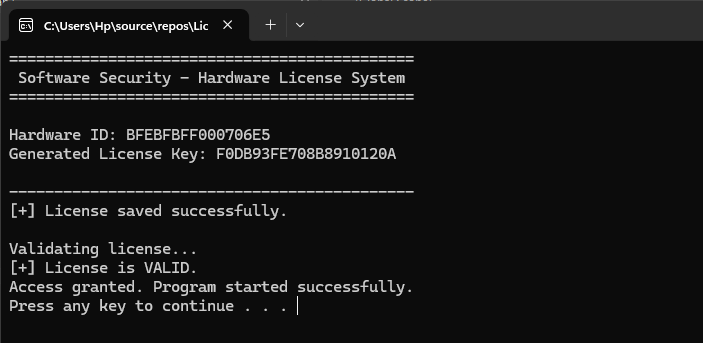 C:\Users\Hp\source\repos\Lic
=============================================
Software Security - Hardware License System
=============================================
Hardware ID: BFEBFBFF000706E5
Generated License Key: F0DB93FE708B8910120A
---------------------------------------------
[+] License saved successfully.
Validating license...
[+] License is VALID.
Access granted. Program started successfully.
Press any key to continue . . .